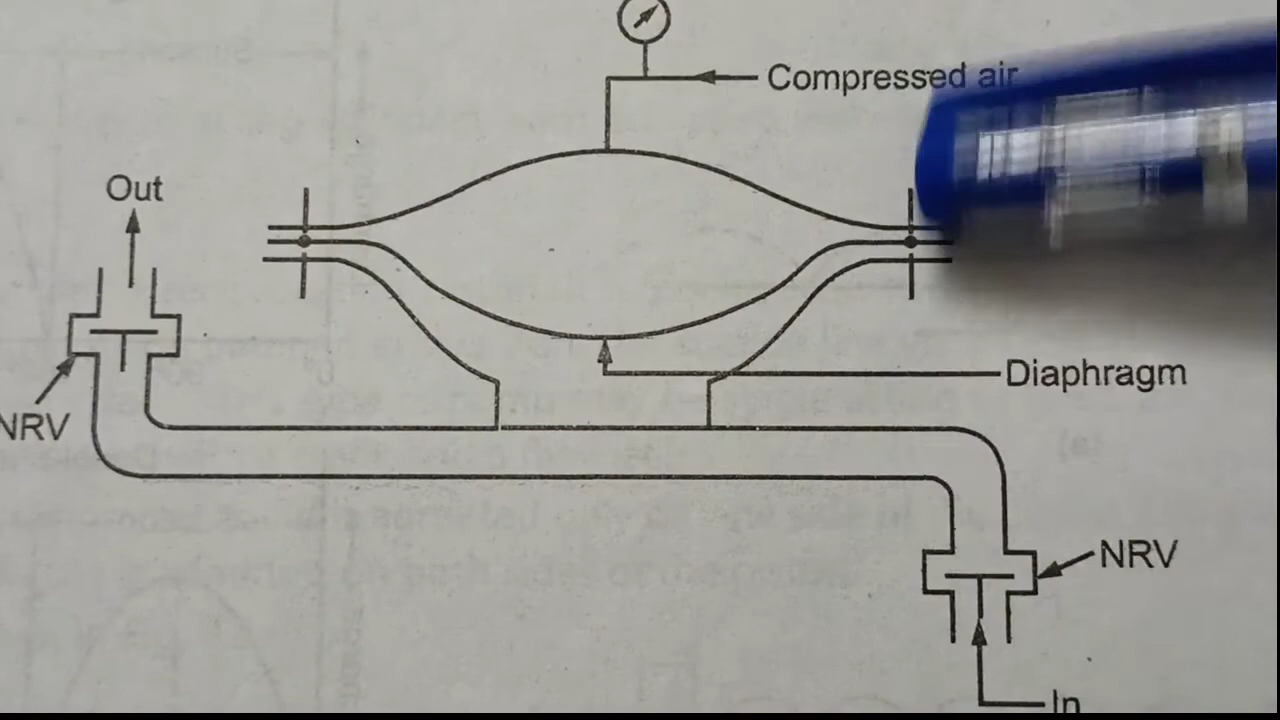 Compressed air
Out
Diaphragm
NRV
NRV
In